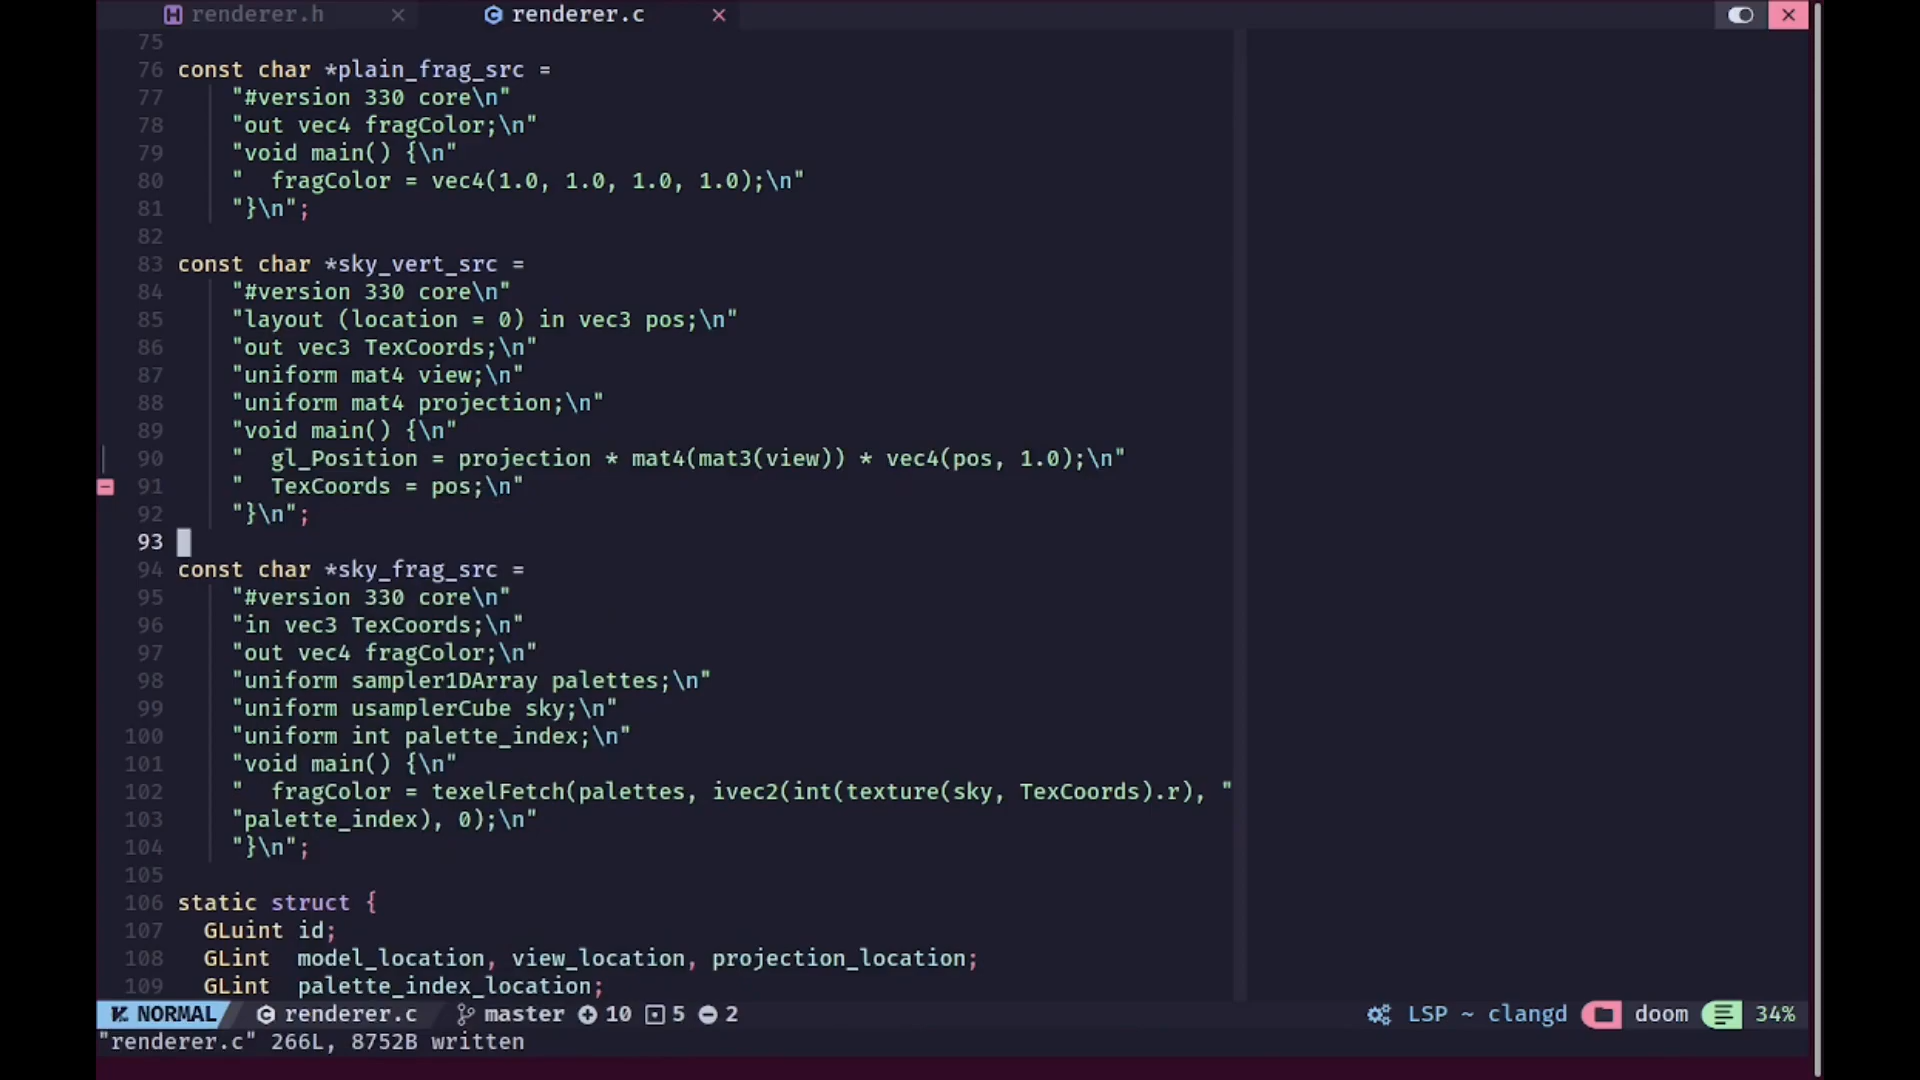 renderer.h × renderer.c ×
75
76 const char *plain_frag_src =
77     "#version 330 core\n"
78     "out vec4 fragColor;\n"
79     "void main() {\n"
80     "  fragColor = vec4(1.0, 1.0, 1.0, 1.0);\n"
81     "}\n";
82
83 const char *sky_vert_src =
84     "#version 330 core\n"
85     "layout (location = 0) in vec3 pos;\n"
86     "out vec3 TexCoords;\n"
87     "uniform mat4 view;\n"
88     "uniform mat4 projection;\n"
89     "void main() {\n"
90     "  gl_Position = projection * mat4(mat3(view)) * vec4(pos, 1.0);\n"
91     "  TexCoords = pos;\n"
92     "}\n";
93
94 const char *sky_frag_src =
95     "#version 330 core\n"
96     "in vec3 TexCoords;\n"
97     "out vec4 fragColor;\n"
98     "uniform sampler1DArray palettes;\n"
99     "uniform usamplerCube sky;\n"
100     "uniform int palette_index;\n"
101     "void main() {\n"
102     "  fragColor = texelFetch(palettes, ivec2(int(texture(sky, TexCoords).r), "
103     "palette_index), 0);\n"
104     "}\n";
105
106 static struct {
107   GLuint id;
108   GLint  model_location, view_location, projection_location;
109   GLint  palette_index_location;
NORMAL renderer.c master 10 5 2 LSP ~ clangd doom 34%
"renderer.c" 266L, 8752B written